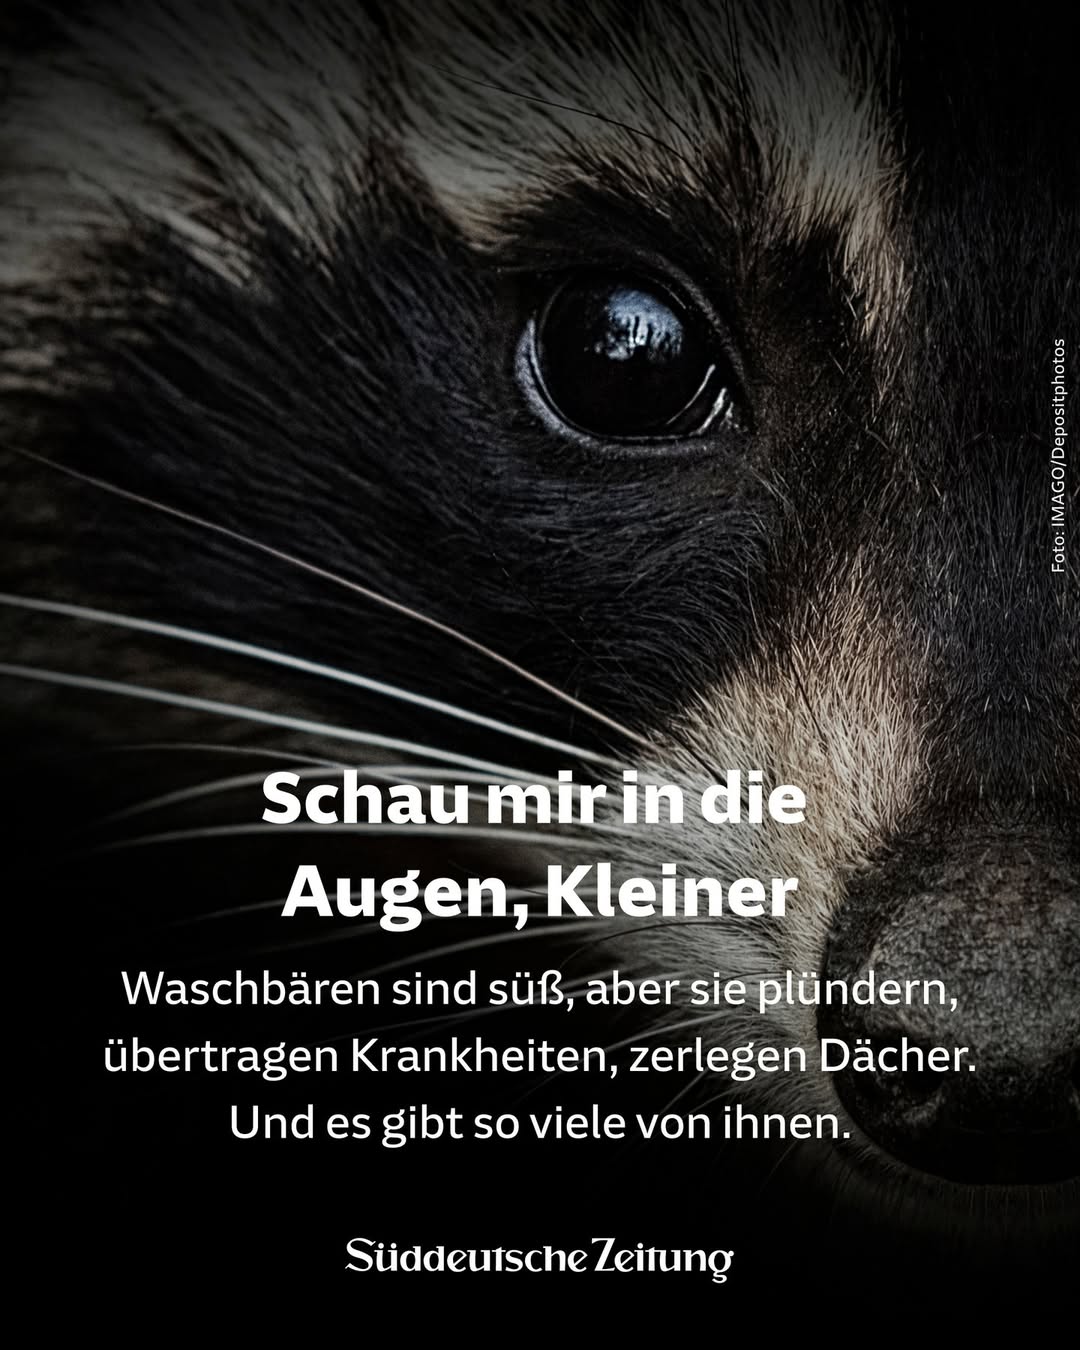 Foto: IMAGO/Depositphotos
Schau mir in die
Augen, Kleiner
Waschbären sind süß, aber sie plündern,
übertragen Krankheiten, zerlegen Dächer.
Und es gibt so viele von ihnen.
Süddeutsche Zeitung